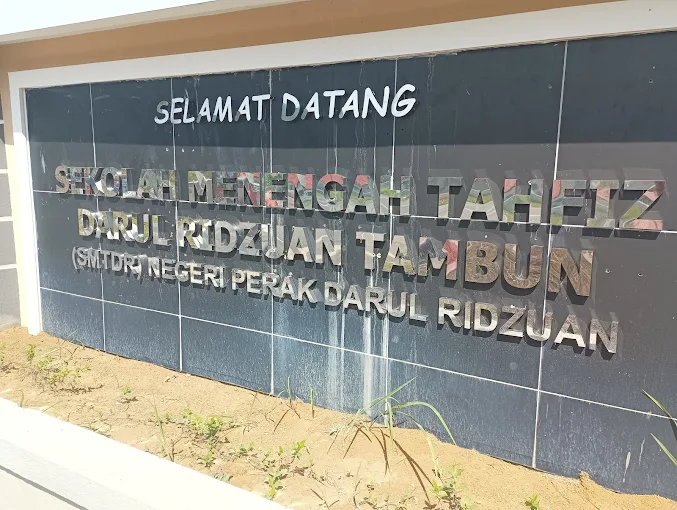 SELAMAT DATANG
SEKOLAH MENENGAH TAHFIZ
DARUL RIDZUAN TAMBUN
(SMTDR) NEGERI PERAK DARUL RIDZUAN